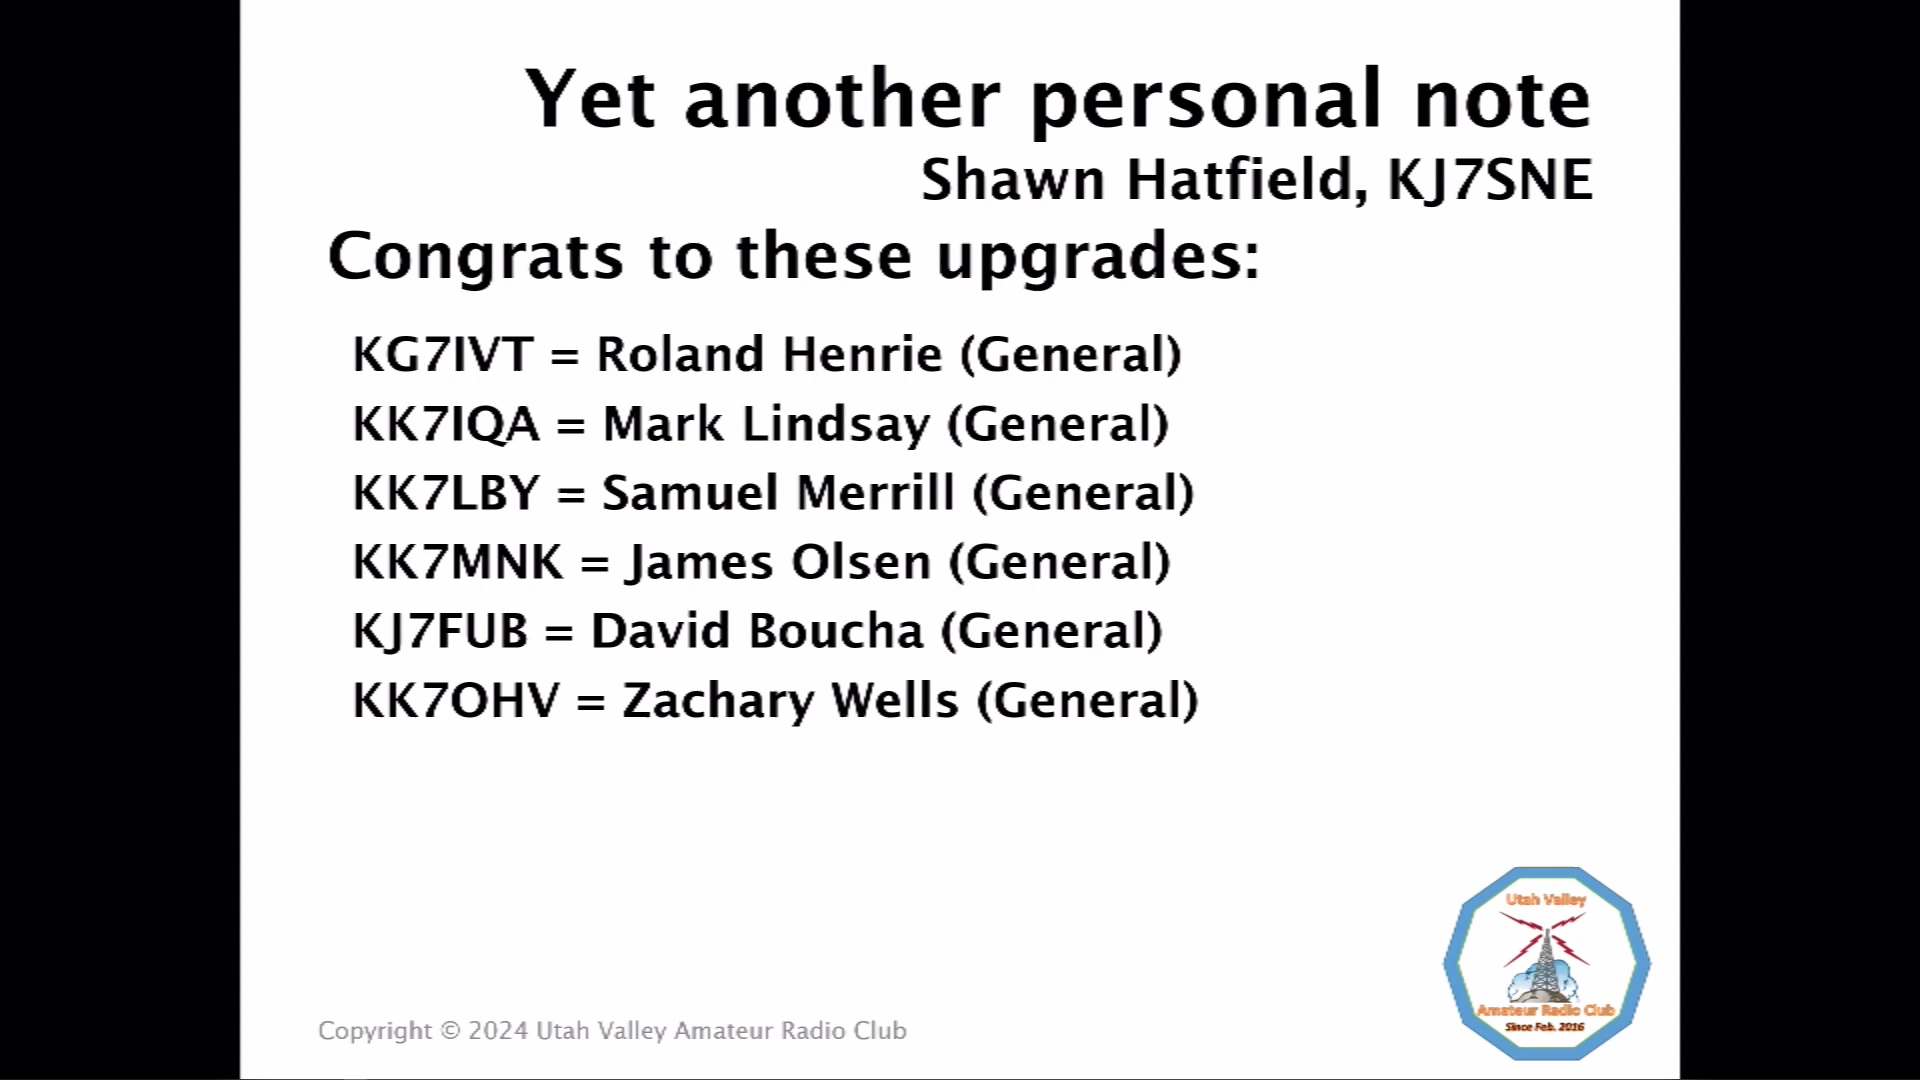 Yet another personal note
Shawn Hatfield, KJ7SNE
Congrats to these upgrades:
KG7IVT = Roland Henrie (General)
KK7IQA = Mark Lindsay (General)
KK7LBY = Samuel Merrill (General)
KK7MNK = James Olsen (General)
KJ7FUB = David Boucha (General)
KK7OHV = Zachary Wells (General)
Utah Valley
Amateur Radio Club
Since Feb. 2016
Copyright © 2024 Utah Valley Amateur Radio Club